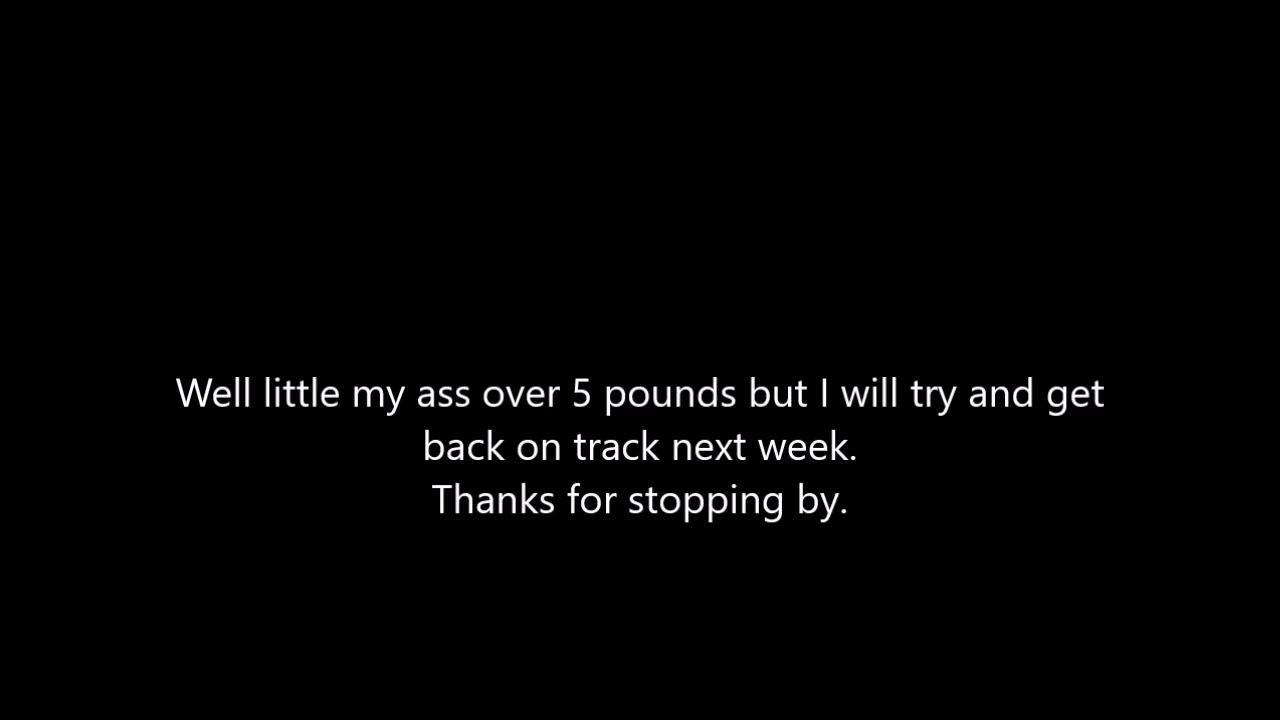 Well little my ass over 5 pounds but I will try and get
back on track next week.
Thanks for stopping by.